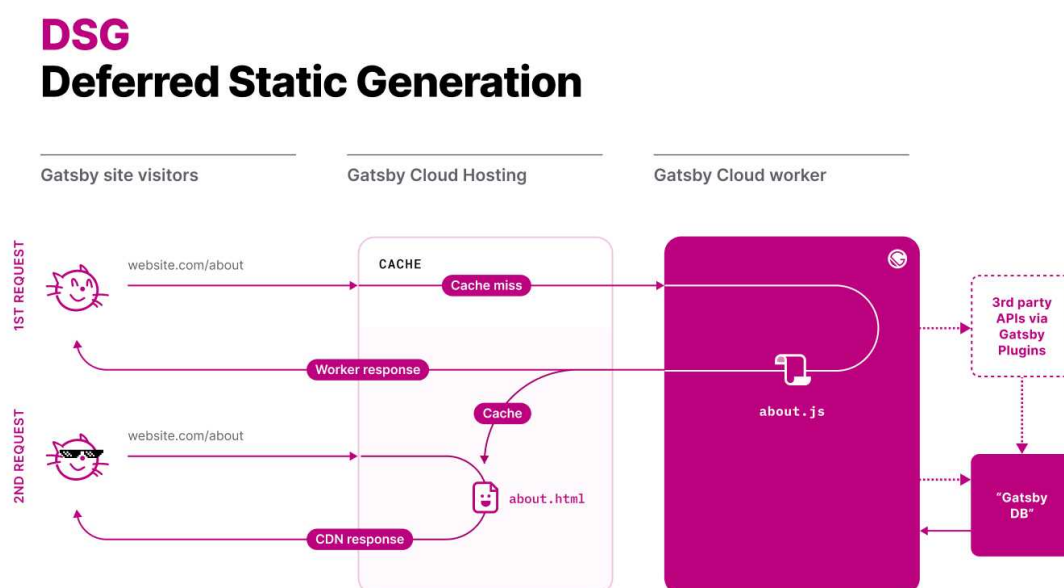 DSG
Deferred Static Generation
Gatsby site visitors
Gatsby Cloud Hosting
Gatsby Cloud worker
1ST REQUEST
website.com/about
CACHE
Cache miss
3rd party
APIs via
Gatsby
Plugins
Worker response
about.js
Cache
2ND REQUEST
website.com/about
about.html
“Gatsby
DB”
CDN response